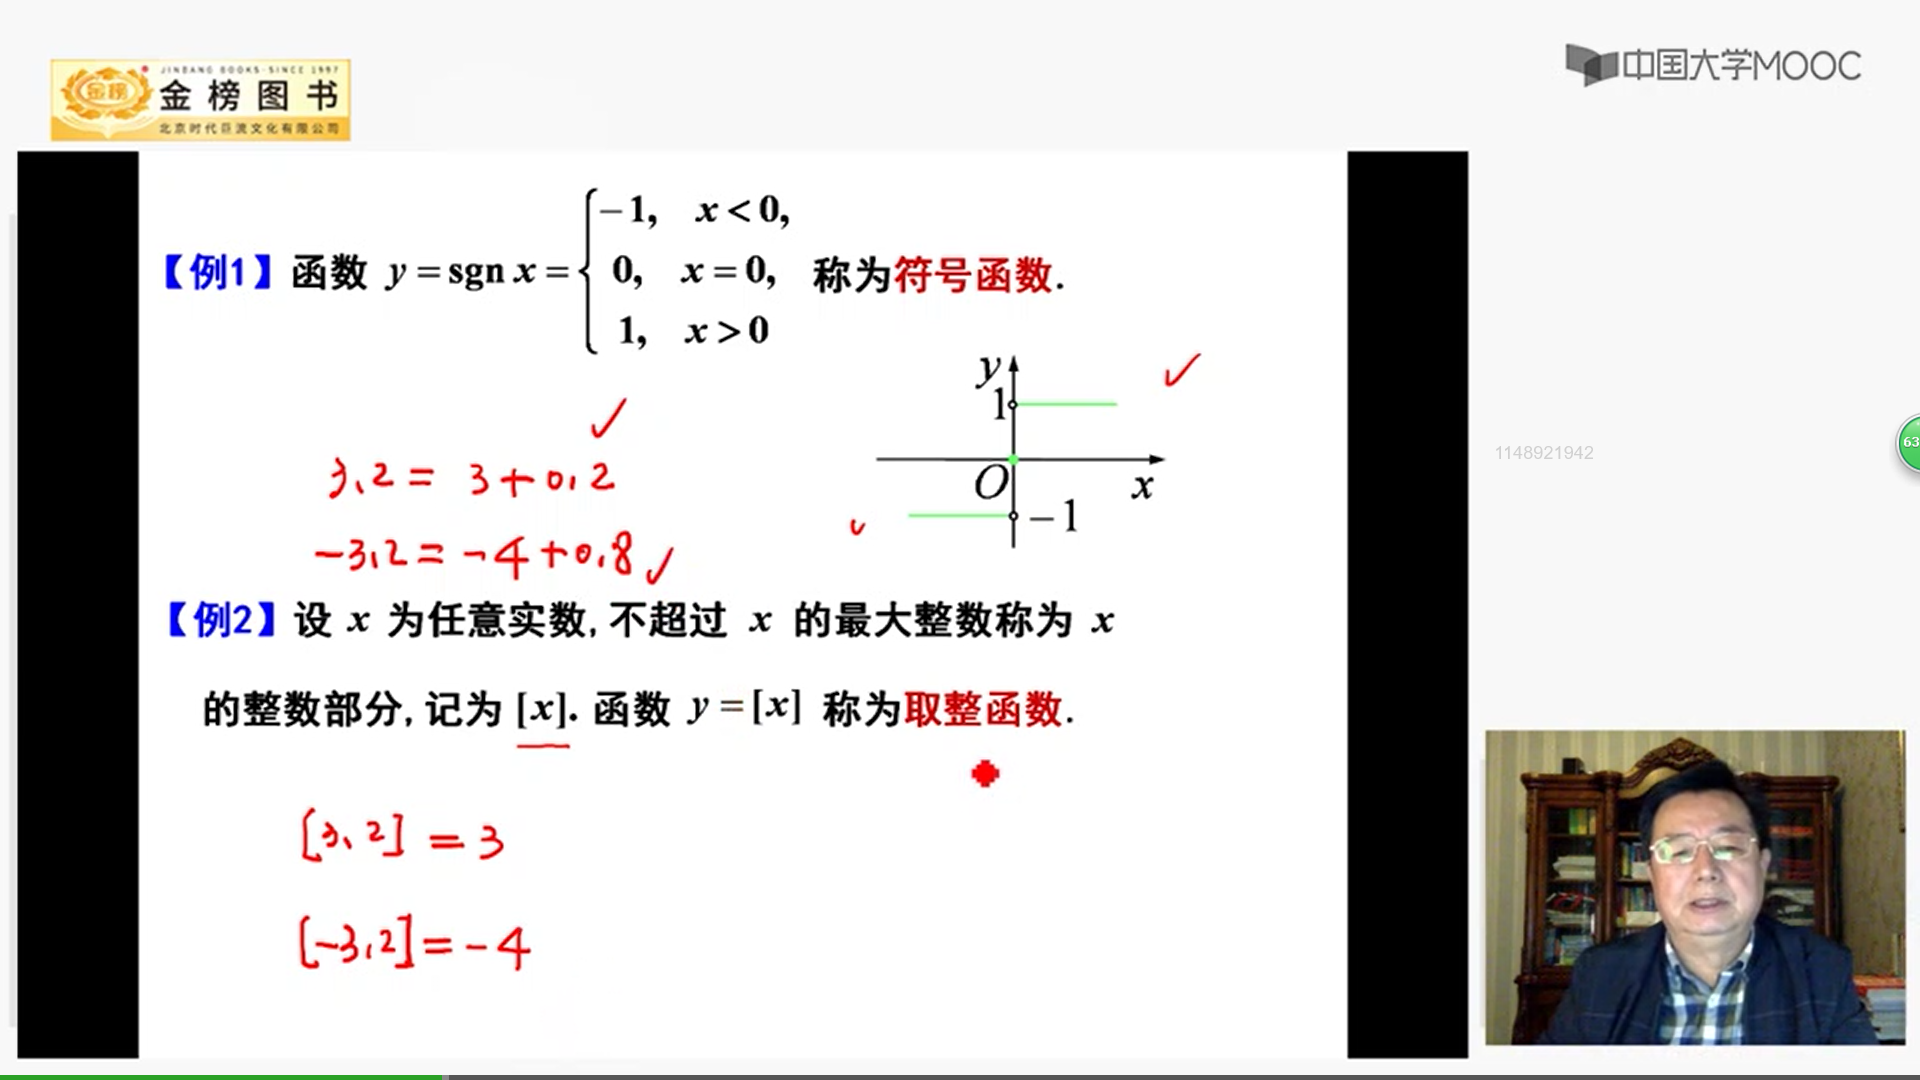 JINBANG BOOKS·SINCE 1997
金榜 金榜图书
北京时代巨流文化有限公司
中国大学MOOC
【例1】函数 y = sgn x = { −1, x < 0,
0, x = 0,
1, x > 0
称为符号函数.
y
1
O
x
−1
3.2 = 3 + 0.2
−3.2 = −4 + 0.8
1148921942
63
【例2】设 x 为任意实数, 不超过 x 的最大整数称为 x
的整数部分, 记为 [x]. 函数 y = [x] 称为取整函数.
[3.2] = 3
[−3.2] = −4